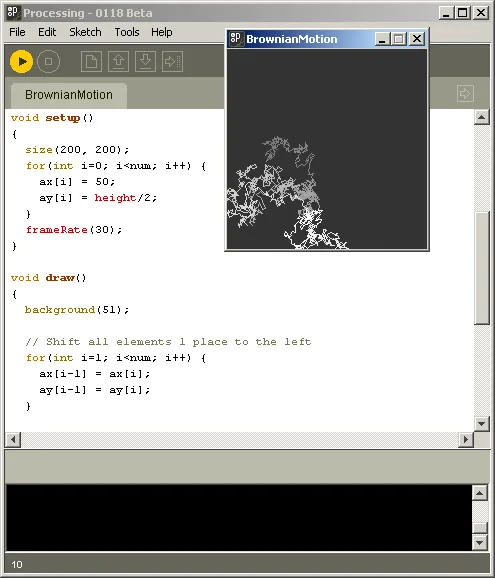 Processing - 0118 Beta
File Edit Sketch Tools Help
BrownianMotion
BrownianMotion
void setup()
{
  size(200, 200);
  for(int i=0; i<num; i++) {
    ax[i] = 50;
    ay[i] = height/2;
  }
  frameRate(30);
}

void draw()
{
  background(51);

  // Shift all elements 1 place to the left
  for(int i=1; i<num; i++) {
    ax[i-1] = ax[i];
    ay[i-1] = ay[i];
  }
10